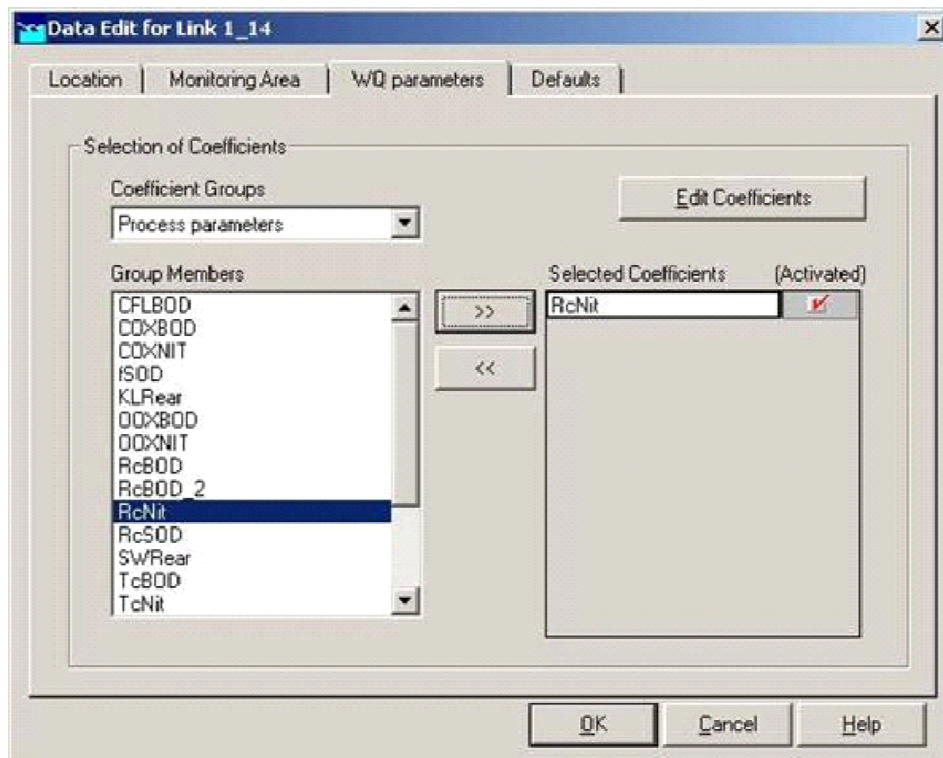 Data Edit for Link 1_14
Location
Monitoring Area
WQ parameters
Defaults
Selection of Coefficients
Coefficient Groups
Edit Coefficients
Process parameters
Group Members
Selected Coefficients
(Activated)
CFLBOD
COXBOD
COXNIT
fSOD
KLRear
OOXBOD
OOXNIT
RcBOD
RcBOD_2
RcNit
RcSOD
SWRear
TcBOD
TcNit
>>
<<
RcNit
OK
Cancel
Help